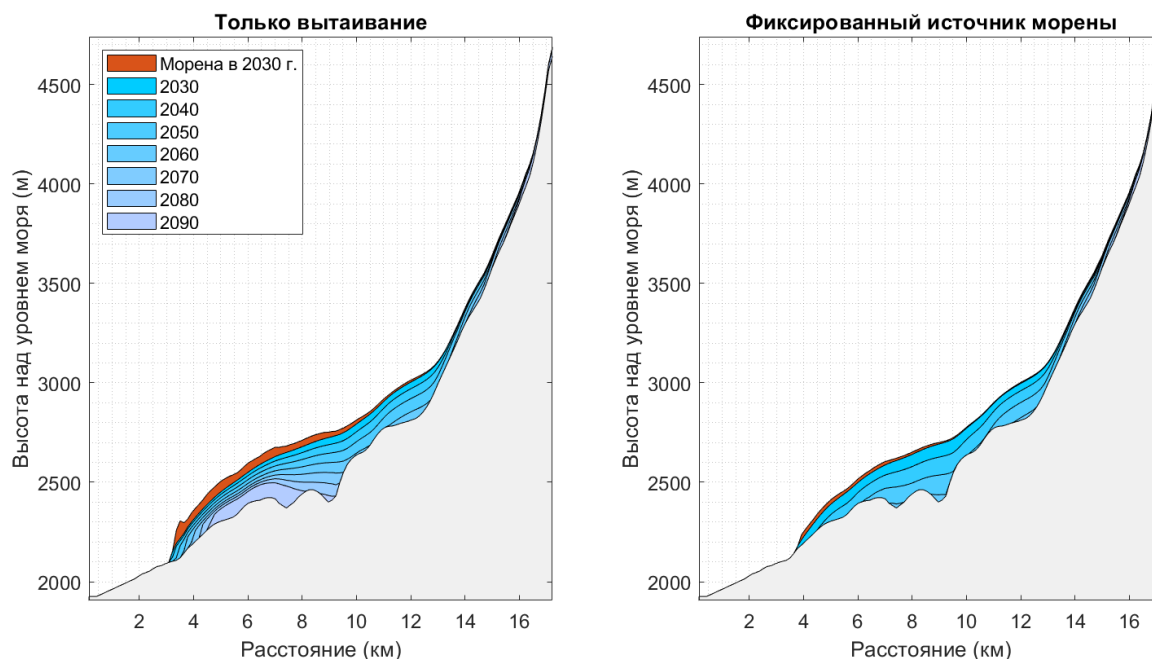 Только вытаивание
Высота над уровнем моря (м)
4500
4000
3500
3000
2500
2000
Морена в 2030 г.
2030
2040
2050
2060
2070
2080
2090
2 4 6 8 10 12 14 16
Расстояние (км)
Фиксированный источник морены
Высота над уровнем моря (м)
4500
4000
3500
3000
2500
2000
2 4 6 8 10 12 14 16
Расстояние (км)